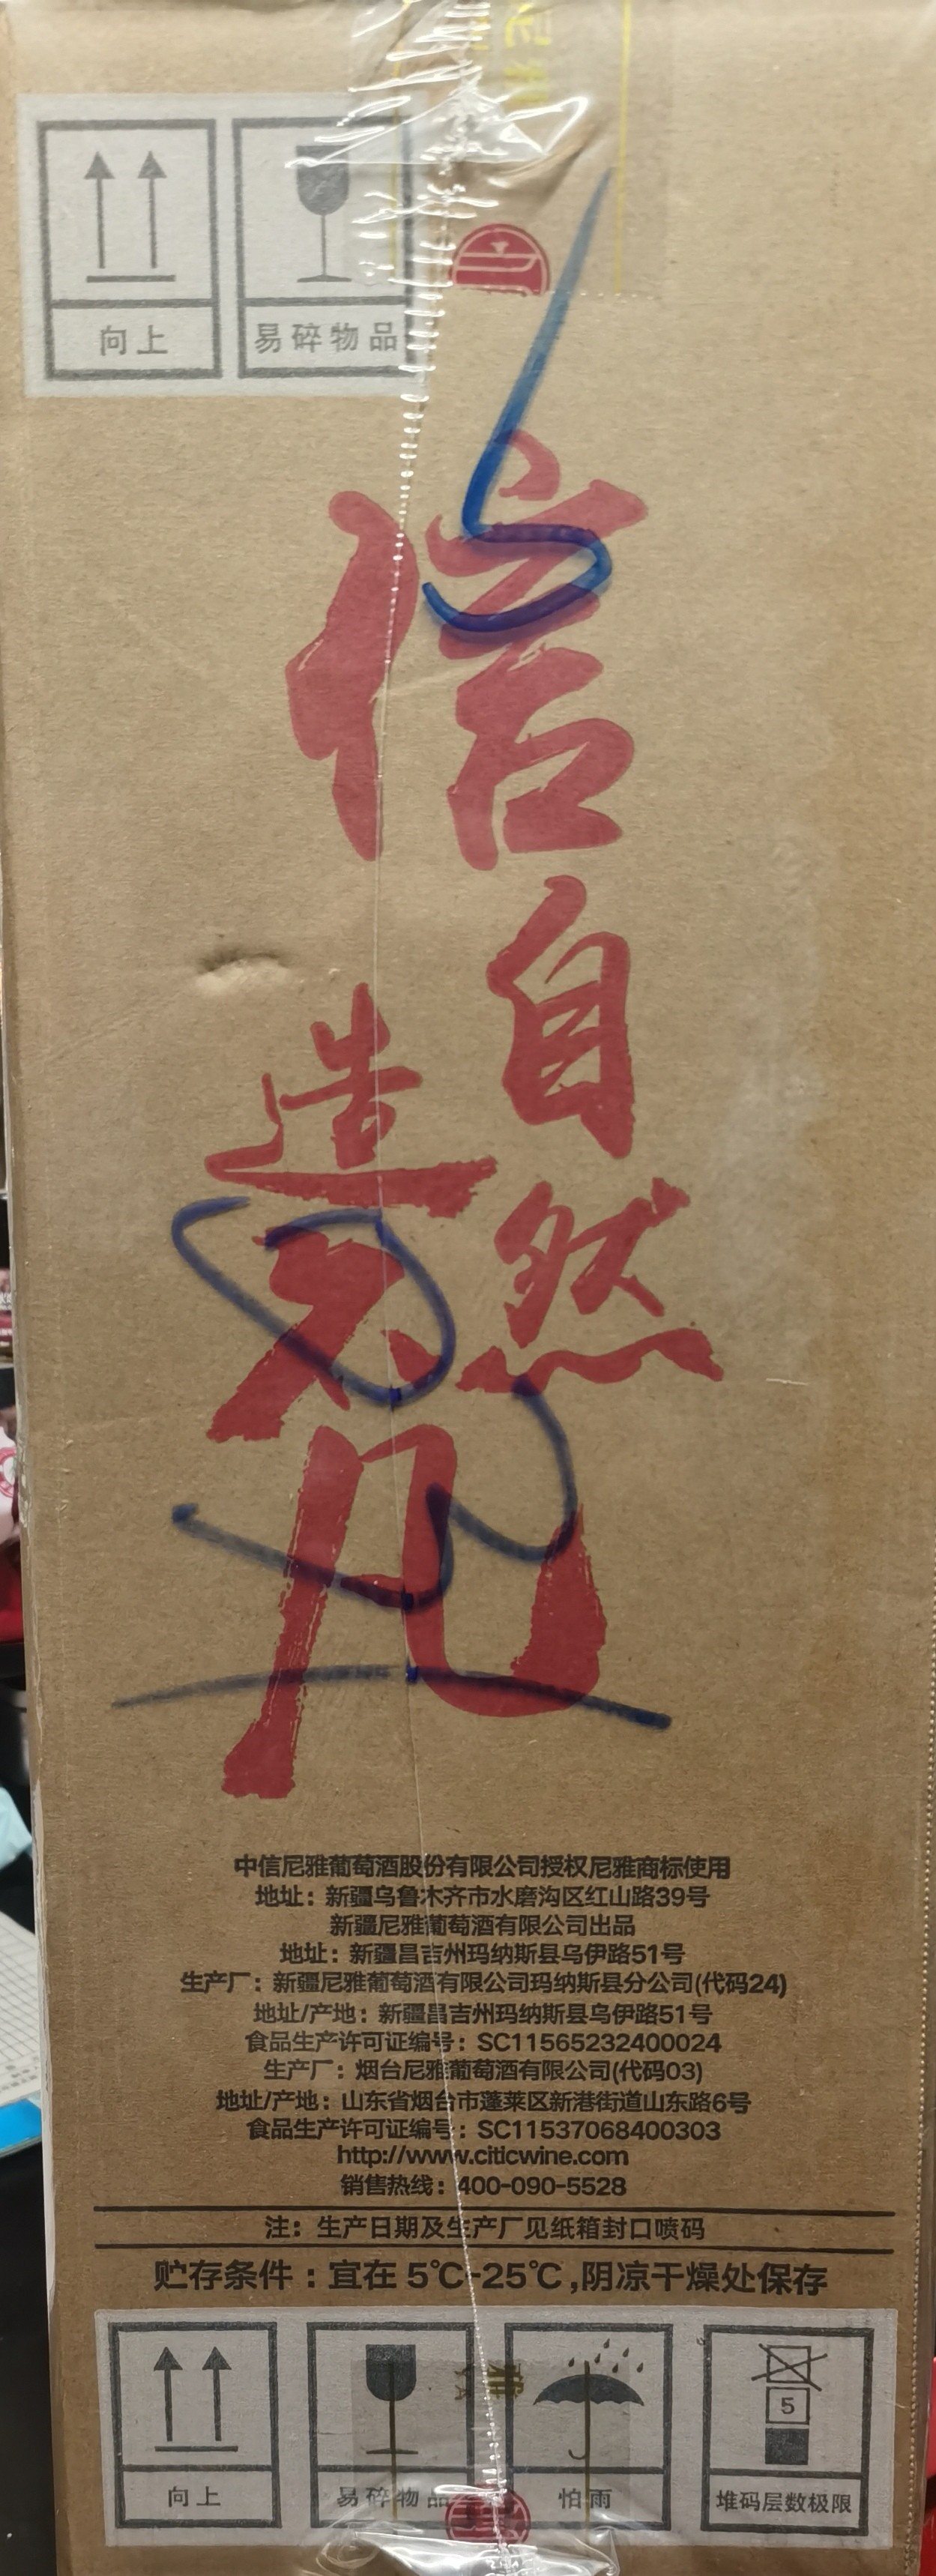 向上
易碎物品
信自然
造不凡
中信尼雅葡萄酒股份有限公司授权尼雅商标使用
地址：新疆乌鲁木齐市水磨沟区红山路39号
新疆尼雅葡萄酒有限公司出品
地址：新疆昌吉州玛纳斯县乌伊路51号
生产厂：新疆尼雅葡萄酒有限公司玛纳斯县分公司(代码24)
地址/产地：新疆昌吉州玛纳斯县乌伊路51号
食品生产许可证编号：SC11565232400024
生产厂：烟台尼雅葡萄酒有限公司(代码03)
地址/产地：山东省烟台市蓬莱区新港街道山东路6号
食品生产许可证编号：SC11537068400303
http://www.citicwine.com
销售热线：400-090-5528
注：生产日期及生产厂见纸箱封口喷码
贮存条件：宜在 5℃-25℃,阴凉干燥处保存
5
向上
易碎物品
怕雨
堆码层数极限